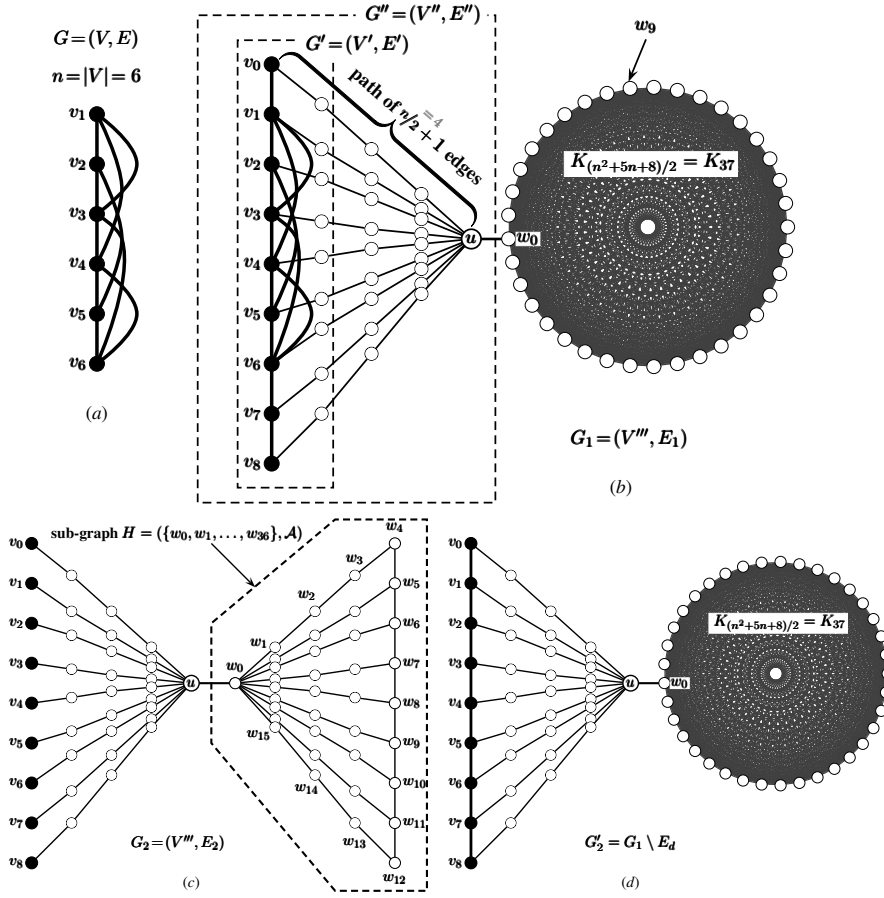 G = (V, E)
n = |V| = 6
v₁
v₂
v₃
v₄
v₅
v₆
(a)
G″ = (V″, E″)
G′ = (V′, E′)
v₀
v₁
v₂
v₃
v₄
v₅
v₆
v₇
v₈
= 4
path of n/2 + 1 edges
u
w₀
w₉
K₍ₙ²₊₅ₙ₊₈₎/₂ = K₃₇
G₁ = (V‴, E₁)
(b)
sub-graph H = ({w₀, w₁, . . . , w₃₆}, 𝒜)
v₀
v₁
v₂
v₃
v₄
v₅
v₆
v₇
v₈
u
w₀
w₁
w₂
w₃
w₄
w₅
w₆
w₇
w₈
w₉
w₁₀
w₁₁
w₁₂
w₁₃
w₁₄
w₁₅
G₂ = (V‴, E₂)
(c)
v₀
v₁
v₂
v₃
v₄
v₅
v₆
v₇
v₈
u
w₀
K₍ₙ²₊₅ₙ₊₈₎/₂ = K₃₇
G′₂ = G₁ \ E_d
(d)